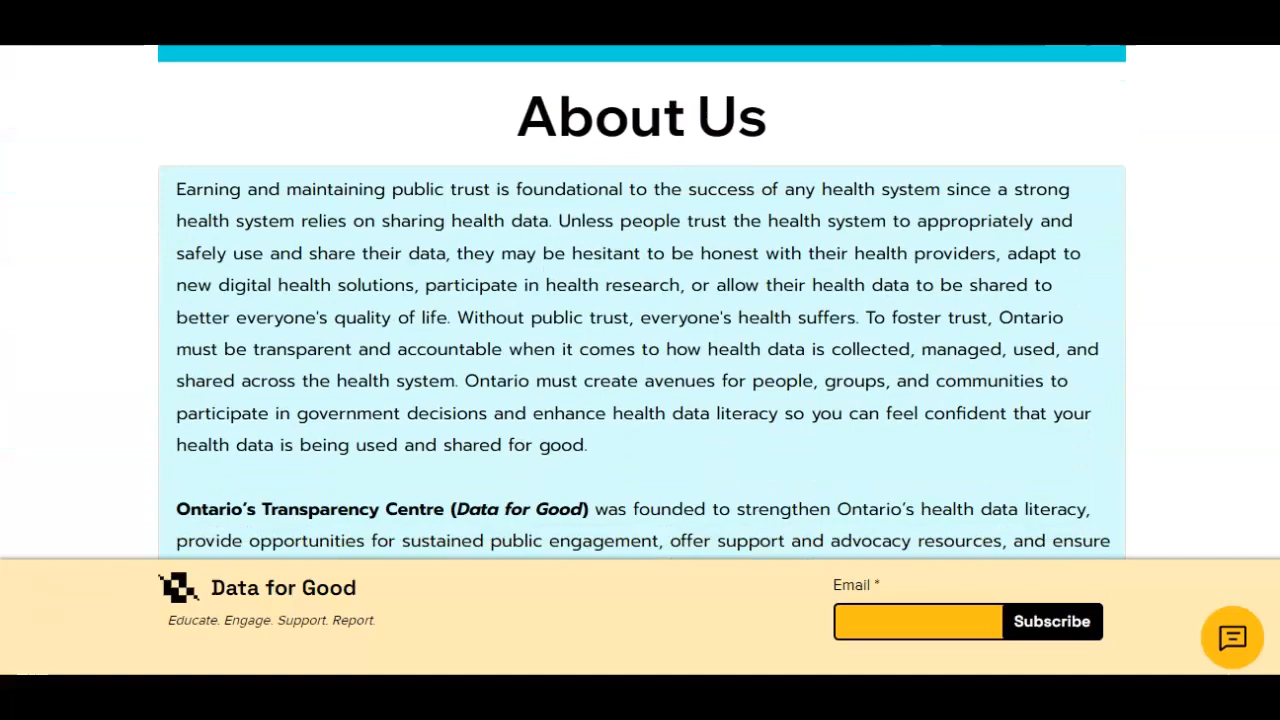 About Us
Earning and maintaining public trust is foundational to the success of any health system since a strong
health system relies on sharing health data. Unless people trust the health system to appropriately and
safely use and share their data, they may be hesitant to be honest with their health providers, adapt to
new digital health solutions, participate in health research, or allow their health data to be shared to
better everyone's quality of life. Without public trust, everyone's health suffers. To foster trust, Ontario
must be transparent and accountable when it comes to how health data is collected, managed, used, and
shared across the health system. Ontario must create avenues for people, groups, and communities to
participate in government decisions and enhance health data literacy so you can feel confident that your
health data is being used and shared for good.
Ontario’s Transparency Centre (Data for Good) was founded to strengthen Ontario’s health data literacy,
provide opportunities for sustained public engagement, offer support and advocacy resources, and ensure
Data for Good
Educate. Engage. Support. Report.
Email *
Subscribe